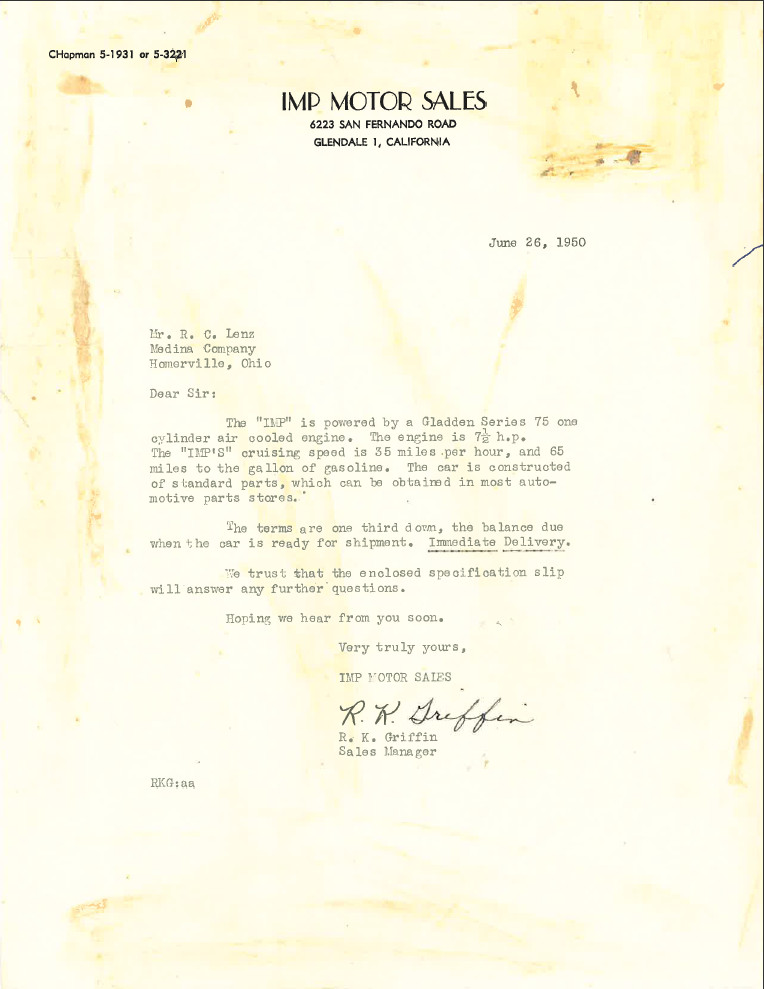 CHapman 5-1931 or 5-3221
IMP MOTOR SALES
6223 SAN FERNANDO ROAD
GLENDALE 1, CALIFORNIA
June 26, 1950
Mr. R. C. Lenz
Medina Company
Homerville, Ohio
Dear Sir:
The "IMP" is powered by a Gladden Series 75 one
cylinder air cooled engine. The engine is 7½ h.p.
The "IMP'S" cruising speed is 35 miles per hour, and 65
miles to the gallon of gasoline. The car is constructed
of standard parts, which can be obtained in most auto-
motive parts stores.
The terms are one third down, the balance due
when the car is ready for shipment. Immediate Delivery.
We trust that the enclosed specification slip
will answer any further questions.
Hoping we hear from you soon.
Very truly yours,
IMP MOTOR SALES
R. K. Griffin
R. K. Griffin
Sales Manager
RKG:aa